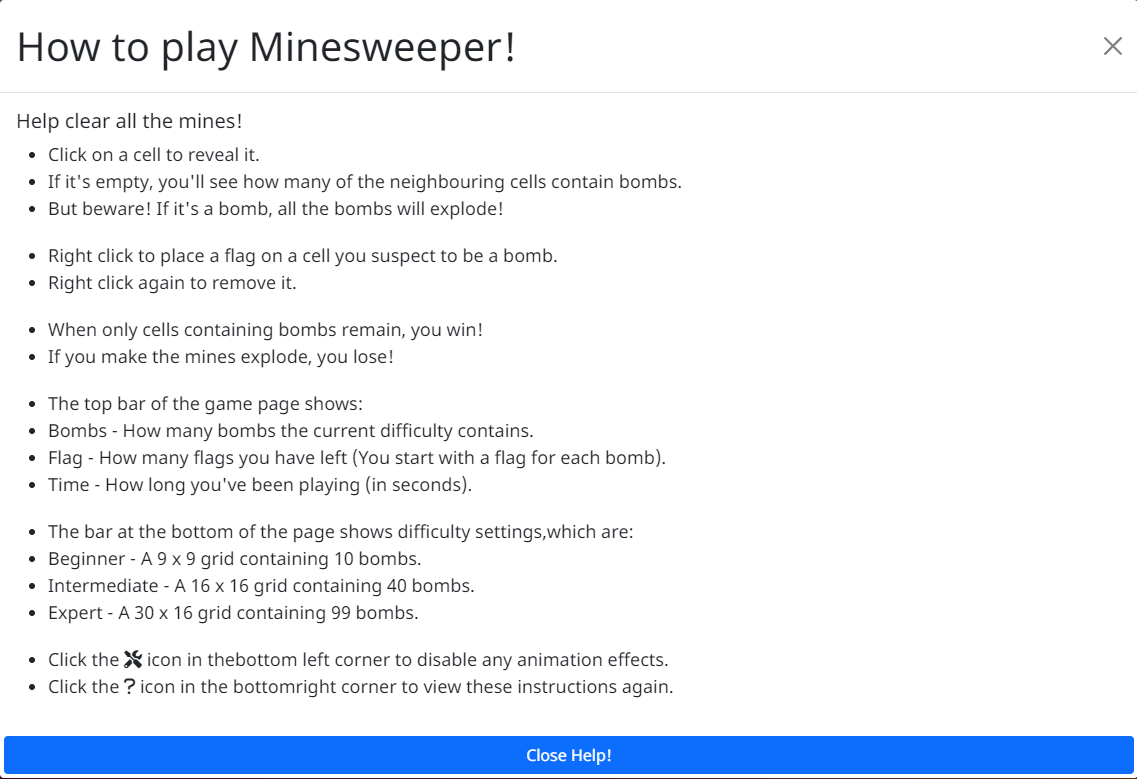 How to play Minesweeper!
Help clear all the mines!
Click on a cell to reveal it.
If it's empty, you'll see how many of the neighbouring cells contain bombs.
But beware! If it's a bomb, all the bombs will explode!
Right click to place a flag on a cell you suspect to be a bomb.
Right click again to remove it.
When only cells containing bombs remain, you win!
If you make the mines explode, you lose!
The top bar of the game page shows:
Bombs - How many bombs the current difficulty contains.
Flag - How many flags you have left (You start with a flag for each bomb).
Time - How long you've been playing (in seconds).
The bar at the bottom of the page shows difficulty settings,which are:
Beginner - A 9 x 9 grid containing 10 bombs.
Intermediate - A 16 x 16 grid containing 40 bombs.
Expert - A 30 x 16 grid containing 99 bombs.
Click the icon in thebottom left corner to disable any animation effects.
Click the ? icon in the bottomright corner to view these instructions again.
Close Help!